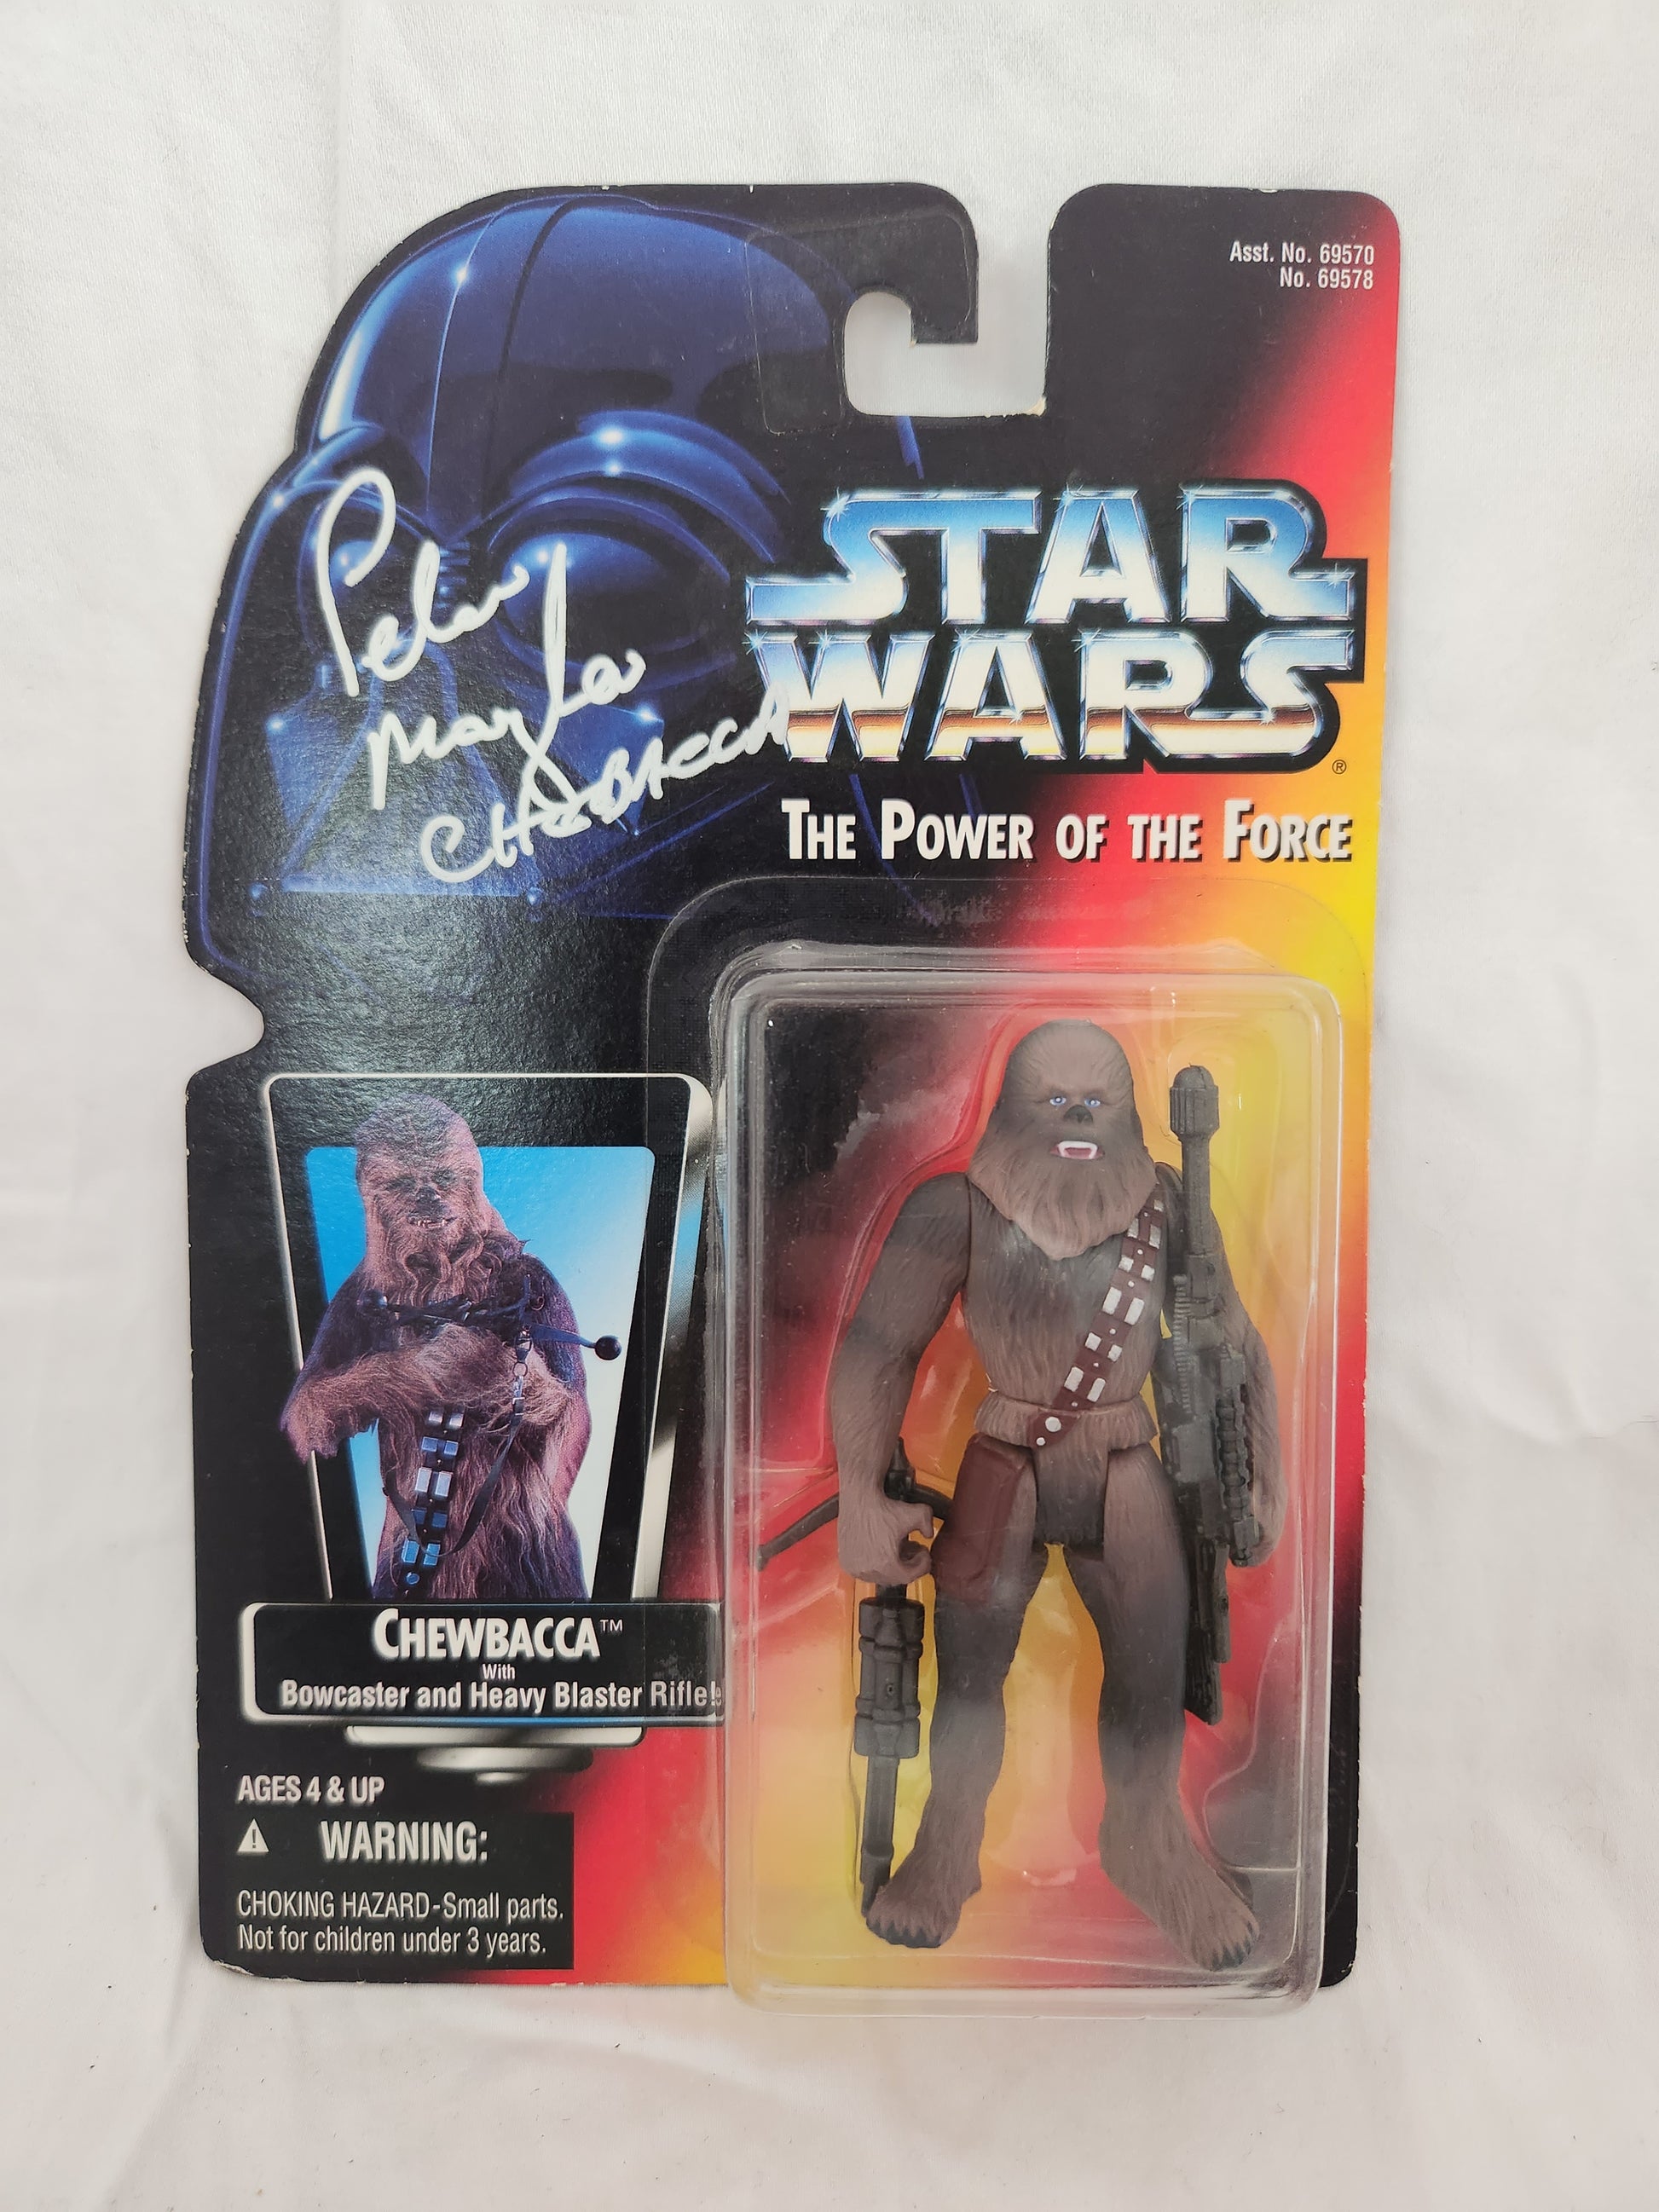 Asst. No. 69570
No. 69578
STAR
WARS®
THE POWER OF THE FORCE
Peter
Mayhew
CHEWBACCA
CHEWBACCA™
With
Bowcaster and Heavy Blaster Rifle!
AGES 4 & UP
WARNING:
CHOKING HAZARD-Small parts.
Not for children under 3 years.